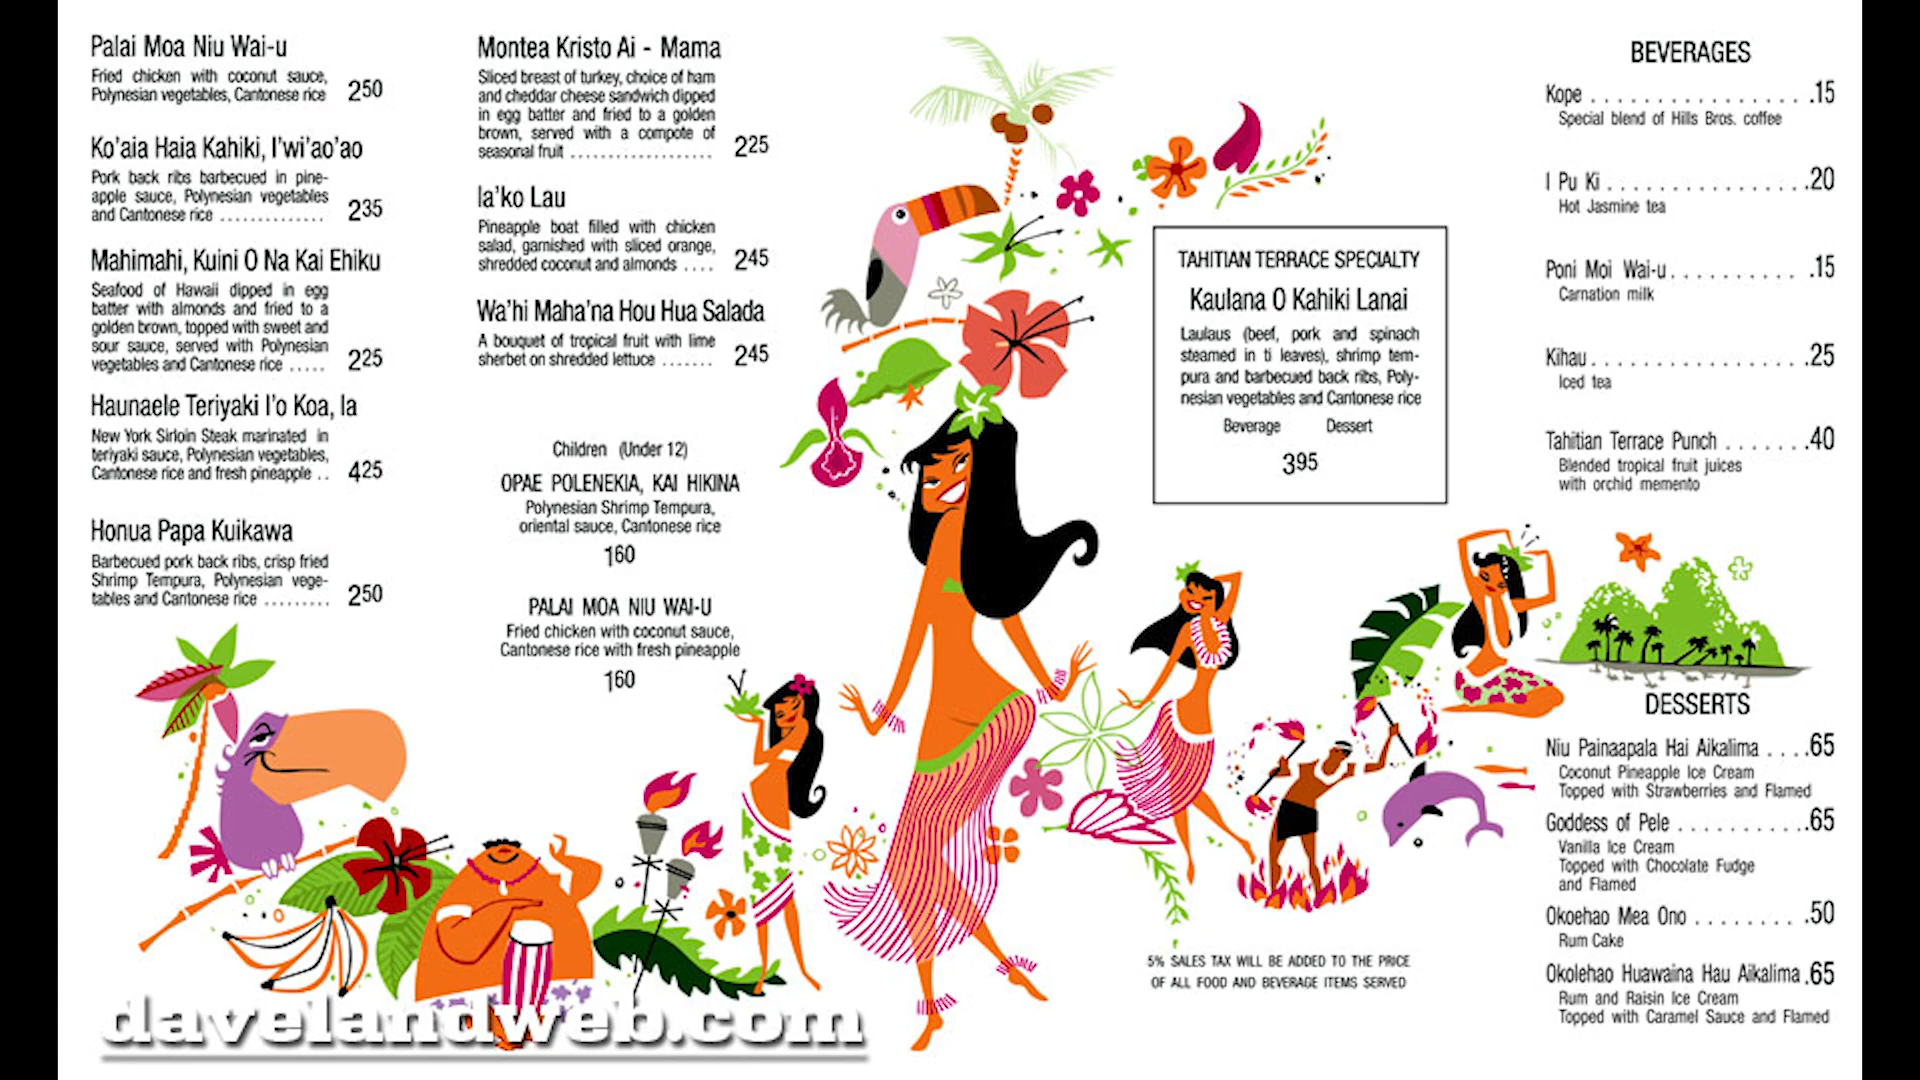 Palai Moa Niu Wai-u
Fried chicken with coconut sauce,
Polynesian vegetables, Cantonese rice 250
Ko'aia Haia Kahiki, I'wi'ao'ao
Pork back ribs barbecued in pine-
apple sauce, Polynesian vegetables
and Cantonese rice .............. 235
Mahimahi, Kuini O Na Kai Ehiku
Seafood of Hawaii dipped in egg
batter with almonds and fried to a
golden brown, topped with sweet and
sour sauce, served with Polynesian
vegetables and Cantonese rice ..... 225
Haunaele Teriyaki I'o Koa, Ia
New York Sirloin Steak marinated in
teriyaki sauce, Polynesian vegetables,
Cantonese rice and fresh pineapple .. 425
Honua Papa Kuikawa
Barbecued pork back ribs, crisp fried
Shrimp Tempura, Polynesian vege-
tables and Cantonese rice ......... 250
Montea Kristo Ai - Mama
Sliced breast of turkey, choice of ham
and cheddar cheese sandwich dipped
in egg batter and fried to a golden
brown, served with a compote of
seasonal fruit ................... 225
Ia'ko Lau
Pineapple boat filled with chicken
salad, garnished with sliced orange,
shredded coconut and almonds .... 245
Wa'hi Maha'na Hou Hua Salada
A bouquet of tropical fruit with lime
sherbet on shredded lettuce ....... 245
Children (Under 12)
OPAE POLENEKIA, KAI HIKINA
Polynesian Shrimp Tempura,
oriental sauce, Cantonese rice
160
PALAI MOA NIU WAI-U
Fried chicken with coconut sauce,
Cantonese rice with fresh pineapple
160
TAHITIAN TERRACE SPECIALTY
Kaulana O Kahiki Lanai
Laulaus (beef, pork and spinach
steamed in ti leaves), shrimp tem-
pura and barbecued back ribs, Poly-
nesian vegetables and Cantonese rice
Beverage Dessert
395
5% SALES TAX WILL BE ADDED TO THE PRICE
OF ALL FOOD AND BEVERAGE ITEMS SERVED
BEVERAGES
Kope ................. .15
Special blend of Hills Bros. coffee
I Pu Ki ............... .20
Hot Jasmine tea
Poni Moi Wai-u .......... .15
Carnation milk
Kihau ................. .25
Iced tea
Tahitian Terrace Punch ...... .40
Blended tropical fruit juices
with orchid memento
DESSERTS
Niu Painaapala Hai Aikalima ... .65
Coconut Pineapple Ice Cream
Topped with Strawberries and Flamed
Goddess of Pele .......... .65
Vanilla Ice Cream
Topped with Chocolate Fudge
and Flamed
Okoehao Mea Ono ........ .50
Rum Cake
Okolehao Huawaina Hau Aikalima .65
Rum and Raisin Ice Cream
Topped with Caramel Sauce and Flamed
davelandweb.com